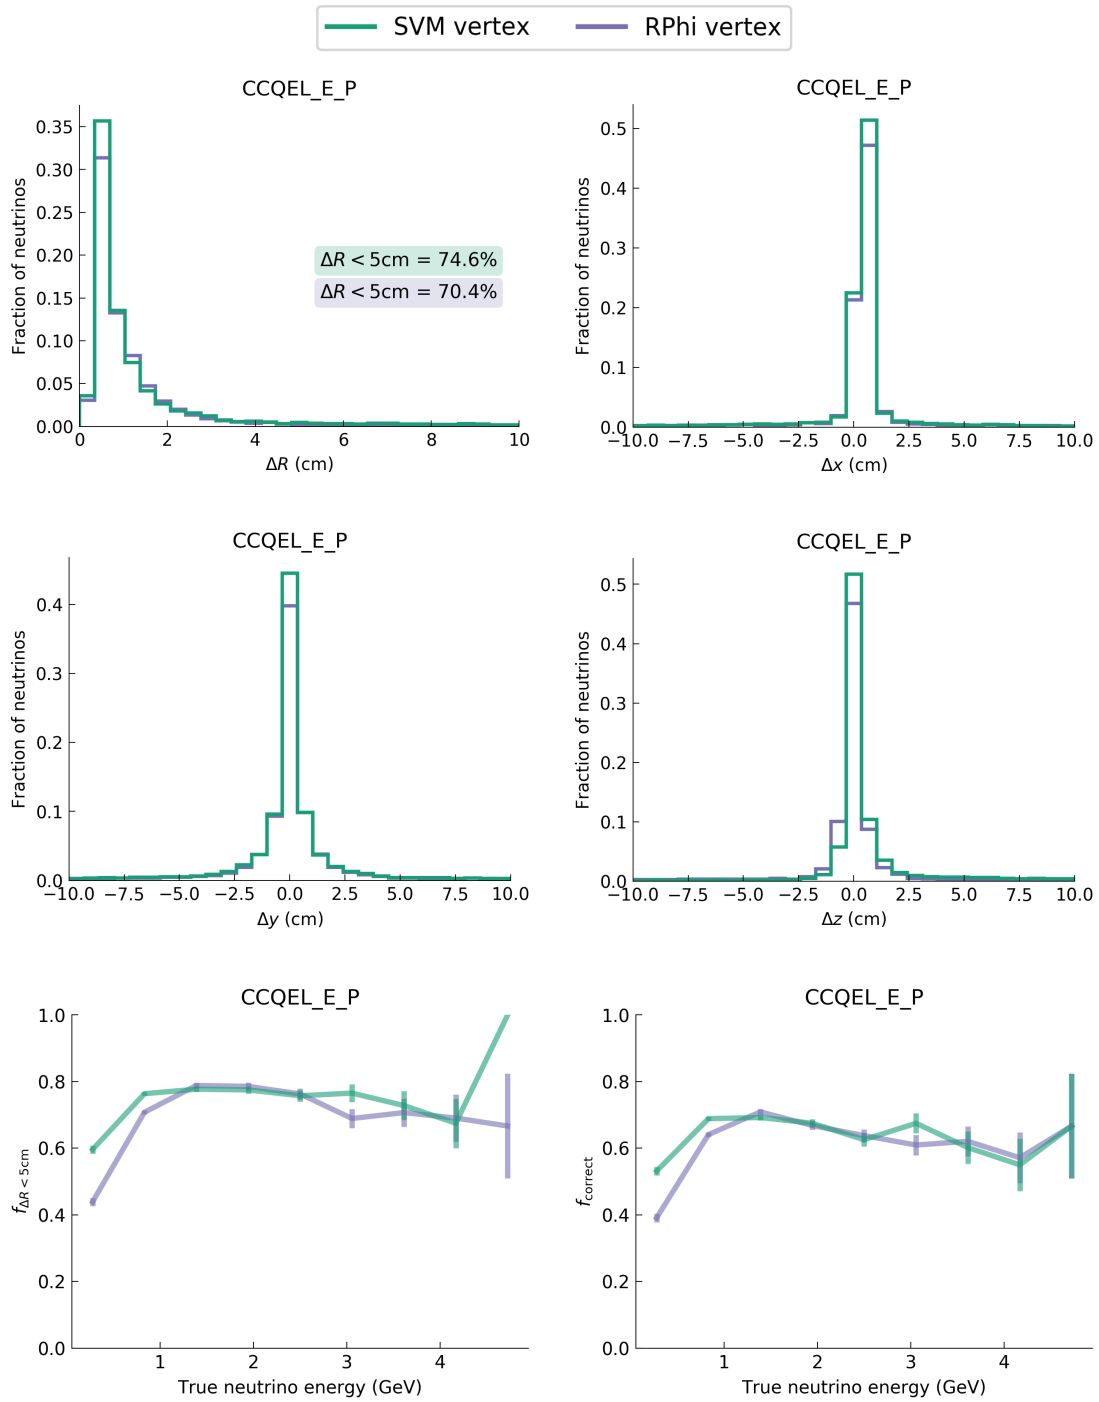 SVM vertex RPhi vertex
CCQEL_E_P
Fraction of neutrinos
0.35
0.30
0.25
0.20
0.15
0.10
0.05
0.00
ΔR < 5cm = 74.6%
ΔR < 5cm = 70.4%
0 2 4 6 8 10
ΔR (cm)
CCQEL_E_P
Fraction of neutrinos
0.5
0.4
0.3
0.2
0.1
0.0
−10.0 −7.5 −5.0 −2.5 0.0 2.5 5.0 7.5 10.0
Δx (cm)
CCQEL_E_P
Fraction of neutrinos
0.4
0.3
0.2
0.1
0.0
−10.0 −7.5 −5.0 −2.5 0.0 2.5 5.0 7.5 10.0
Δy (cm)
CCQEL_E_P
Fraction of neutrinos
0.5
0.4
0.3
0.2
0.1
0.0
−10.0 −7.5 −5.0 −2.5 0.0 2.5 5.0 7.5 10.0
Δz (cm)
CCQEL_E_P
fΔR < 5cm
1.0
0.8
0.6
0.4
0.2
0.0
1 2 3 4
True neutrino energy (GeV)
CCQEL_E_P
fcorrect
1.0
0.8
0.6
0.4
0.2
0.0
1 2 3 4
True neutrino energy (GeV)